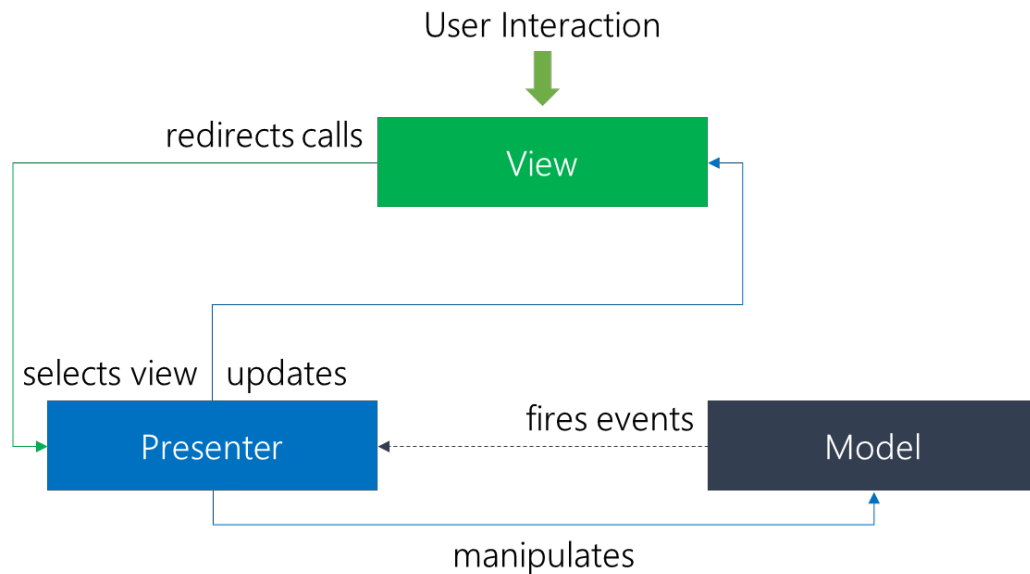 User Interaction
redirects calls
View
selects view
updates
fires events
Presenter
Model
manipulates